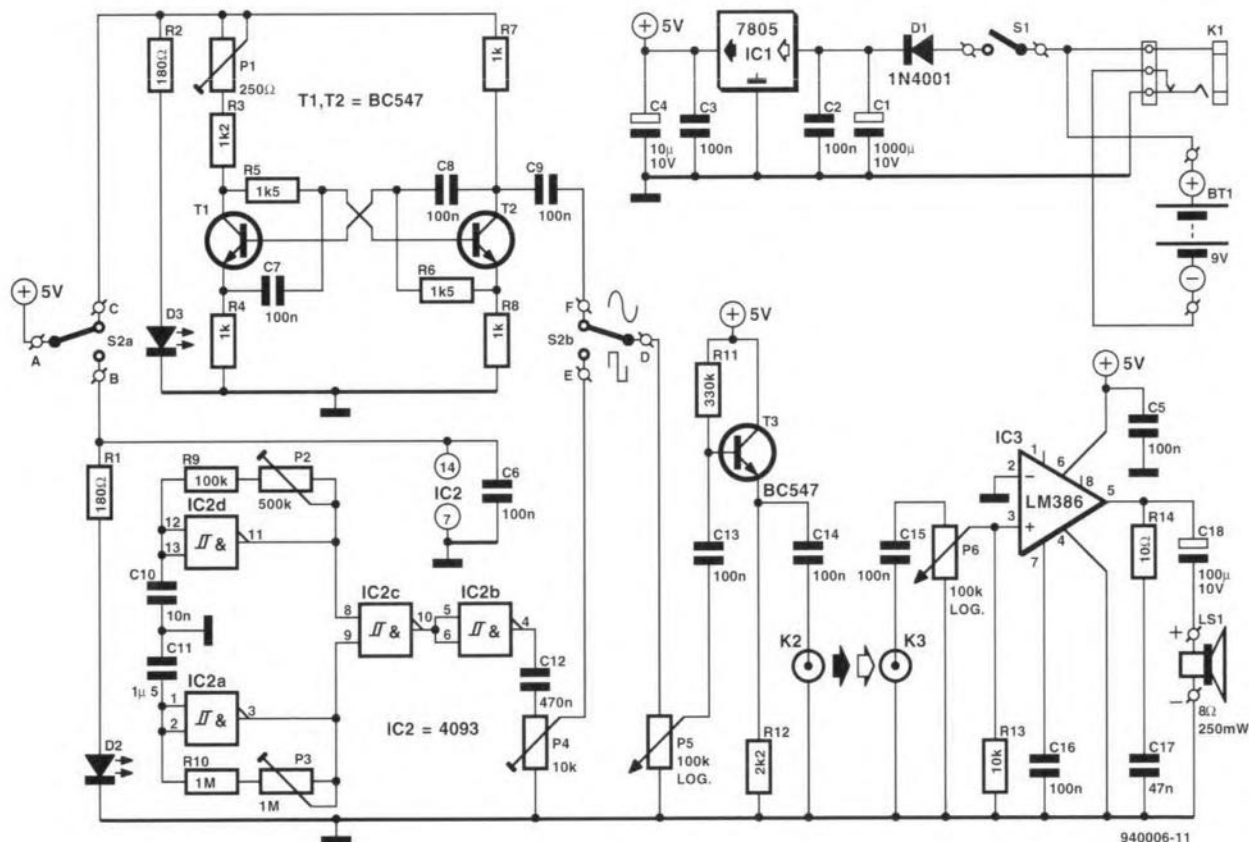 R2
180Ω
P1
250Ω
R3
1k2
T1,T2 = BC547
R7
1k
R5
1k5
C8
100n
C9
100n
T1
T2
C7
100n
R6
1k5
R4
1k
R8
1k
+ 5V
A
C
S2a
B
D3
F
S2b
D
E
+ 5V
7805
IC1
D1
1N4001
S1
K1
C4
10µ
10V
C3
100n
C2
100n
C1
1000µ
10V
+
BT1
9V
−
R1
180Ω
D2
R9
100k
P2
500k
IC2d
12
13
&
11
C10
10n
C11
1µ 5
IC2a
1
2
&
3
R10
1M
P3
1M
14
IC2
7
C6
100n
IC2c
8
9
&
10
IC2b
5
6
&
4
C12
470n
P4
10k
IC2 = 4093
+ 5V
R11
330k
T3
BC547
C13
100n
P5
100k
LOG.
R12
2k2
C14
100n
K2
C15
100n
K3
P6
100k
LOG.
+ 5V
C5
100n
IC3
LM386
1
2
−
3
+
6
8
5
4
7
R13
10k
C16
100n
R14
10Ω
C17
47n
C18
100µ
10V
LS1
+
−
8Ω
250mW
940006-11